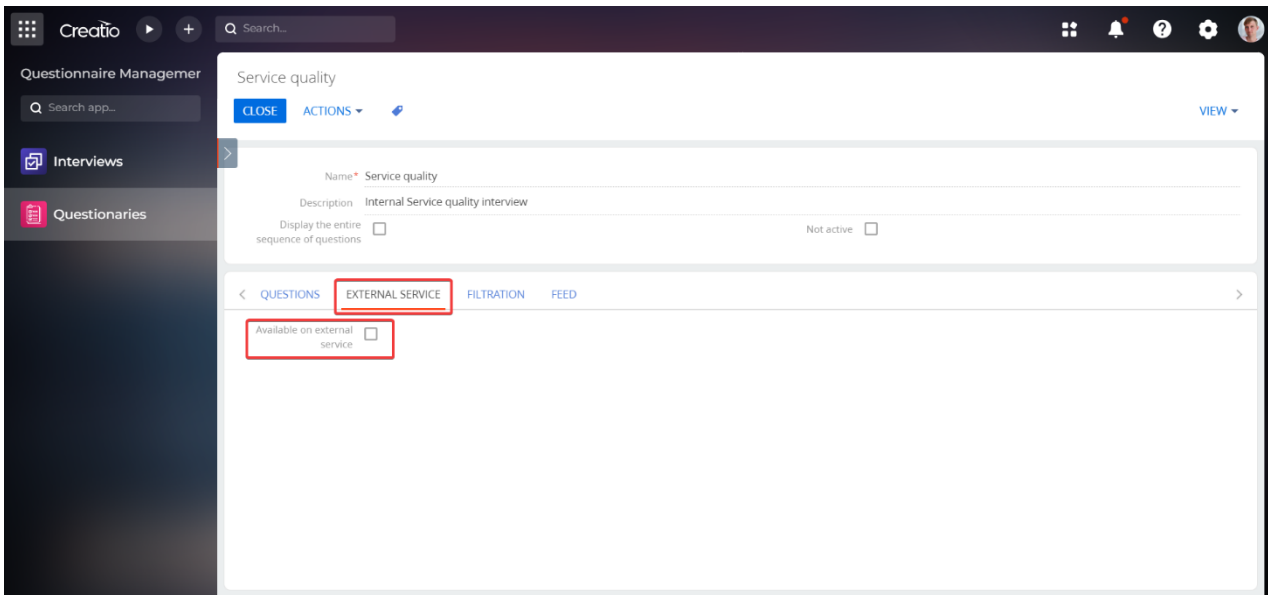 Creatio
Search...
Questionnaire Managemer
Search app...
Interviews
Questionaries
Service quality
CLOSE ACTIONS VIEW
Name* Service quality
Description Internal Service quality interview
Display the entire
sequence of questions
Not active
QUESTIONS EXTERNAL SERVICE FILTRATION FEED
Available on external
service